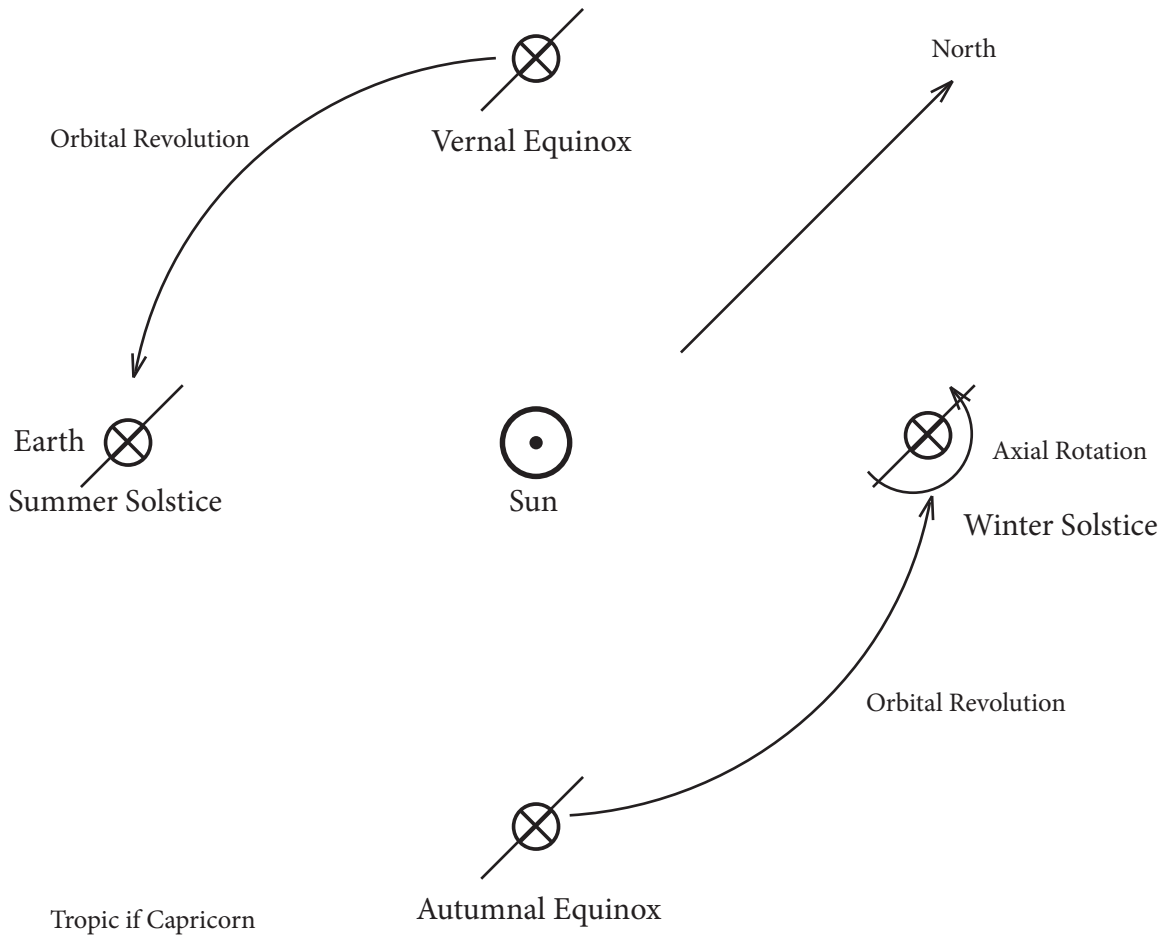 North
Orbital Revolution
Vernal Equinox
Earth
Summer Solstice
Sun
Axial Rotation
Winter Solstice
Orbital Revolution
Autumnal Equinox
Tropic if Capricorn